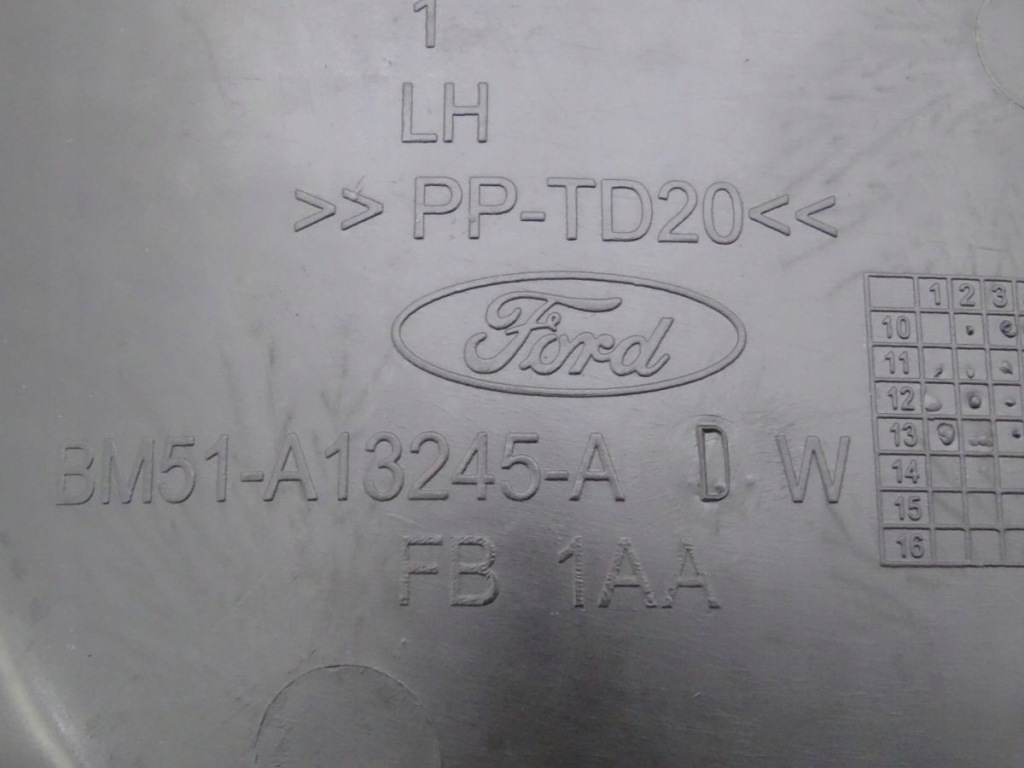 1
LH
>> PP-TD20<<
Ford
BM51-A13245-A D W
FB 1AA
1 2 3
10
11
12
13
14
15
16